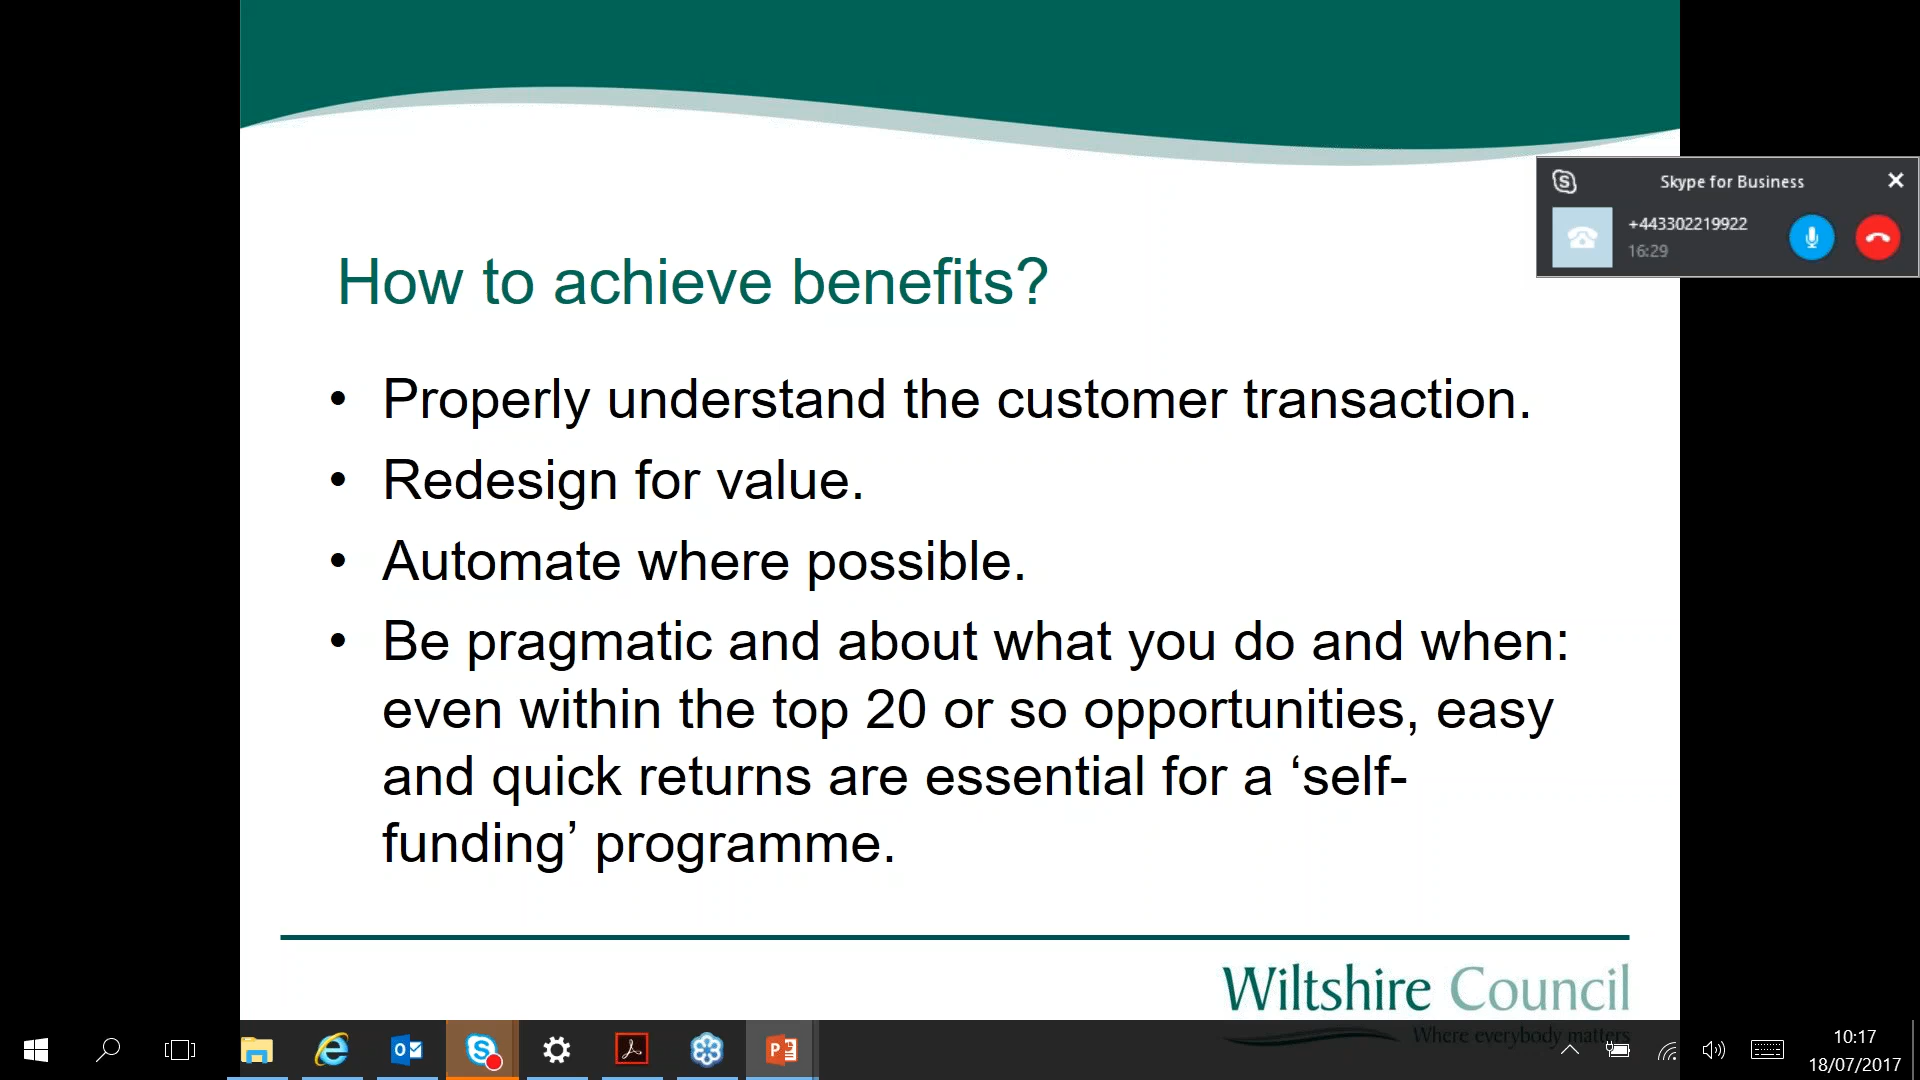 Skype for Business
+443302219922
16:29
How to achieve benefits?
• Properly understand the customer transaction.
• Redesign for value.
• Automate where possible.
• Be pragmatic and about what you do and when:
even within the top 20 or so opportunities, easy
and quick returns are essential for a ‘self-
funding’ programme.
Wiltshire Council
Where everybody matters
10:17
18/07/2017